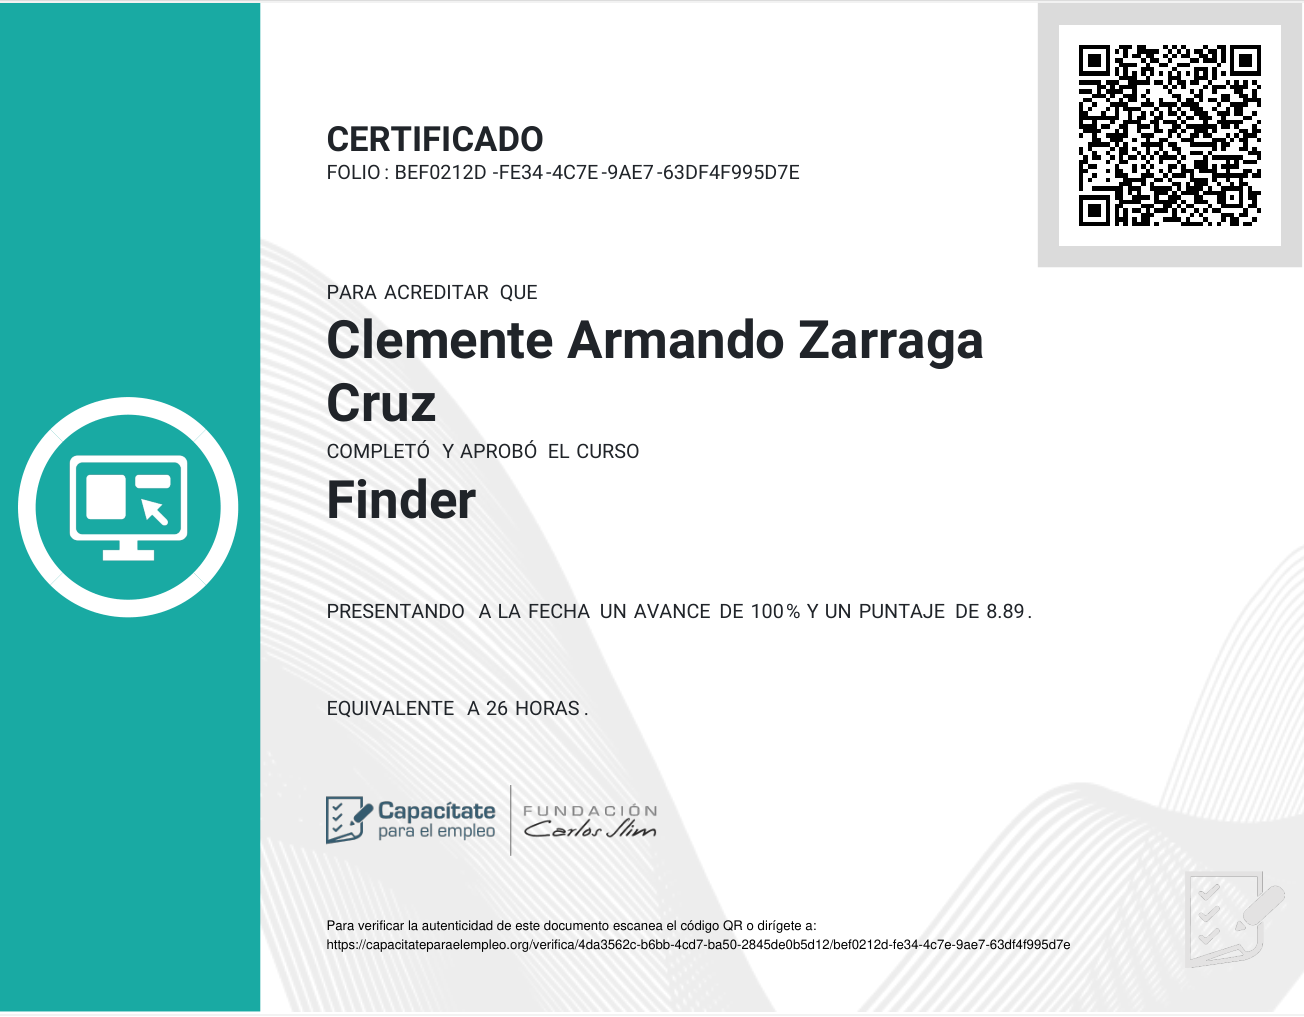 CERTIFICADO
FOLIO : BEF0212D -FE34-4C7E-9AE7-63DF4F995D7E
PARA ACREDITAR QUE
Clemente Armando Zarraga
Cruz
COMPLETÓ Y APROBÓ EL CURSO
Finder
PRESENTANDO A LA FECHA UN AVANCE DE 100% Y UN PUNTAJE DE 8.89.
EQUIVALENTE A 26 HORAS .
Capacítate
para el empleo
FUNDACIÓN
Carlos Slim
Para verificar la autenticidad de este documento escanea el código QR o dirígete a:
https://capacitateparaelempleo.org/verifica/4da3562c-b6bb-4cd7-ba50-2845de0b5d12/bef0212d-fe34-4c7e-9ae7-63df4f995d7e